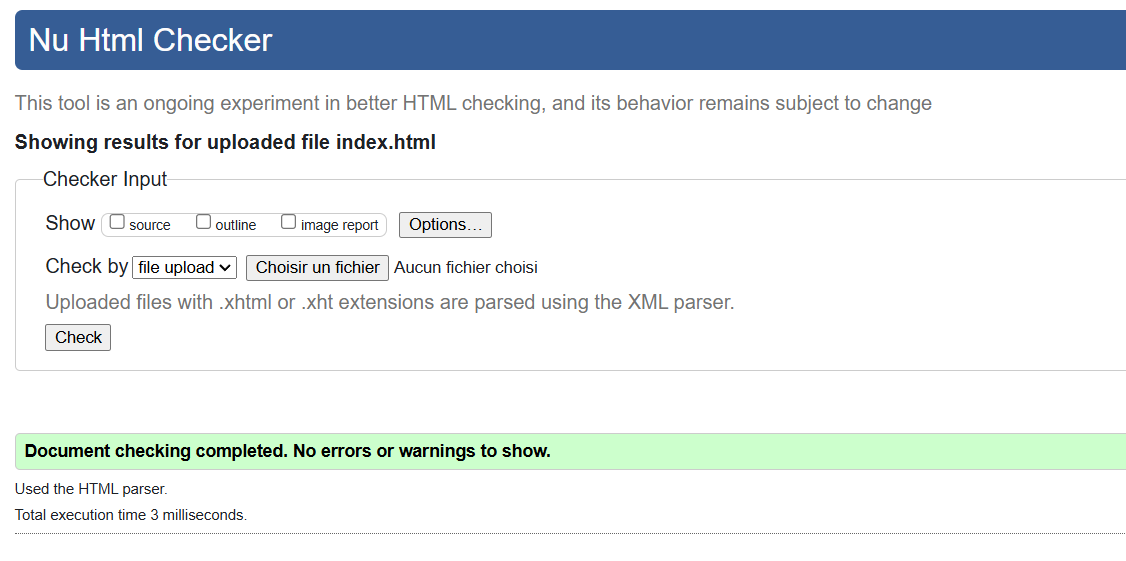 Nu Html Checker
This tool is an ongoing experiment in better HTML checking, and its behavior remains subject to change
Showing results for uploaded file index.html
Checker Input
Show source outline image report Options…
Check by file upload Choisir un fichier Aucun fichier choisi
Uploaded files with .xhtml or .xht extensions are parsed using the XML parser.
Check
Document checking completed. No errors or warnings to show.
Used the HTML parser.
Total execution time 3 milliseconds.